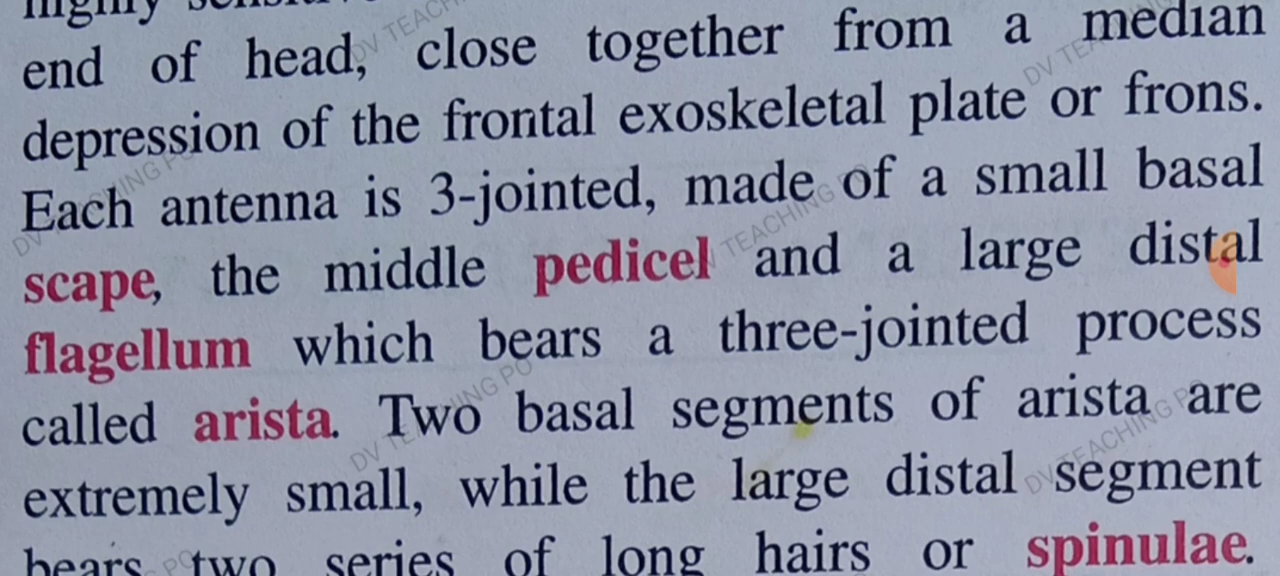 highly sensitive
end of head, close together from a median
depression of the frontal exoskeletal plate or frons.
Each antenna is 3-jointed, made of a small basal
scape, the middle pedicel and a large distal
flagellum which bears a three-jointed process
called arista. Two basal segments of arista are
extremely small, while the large distal segment
bears two series of long hairs or spinulae.